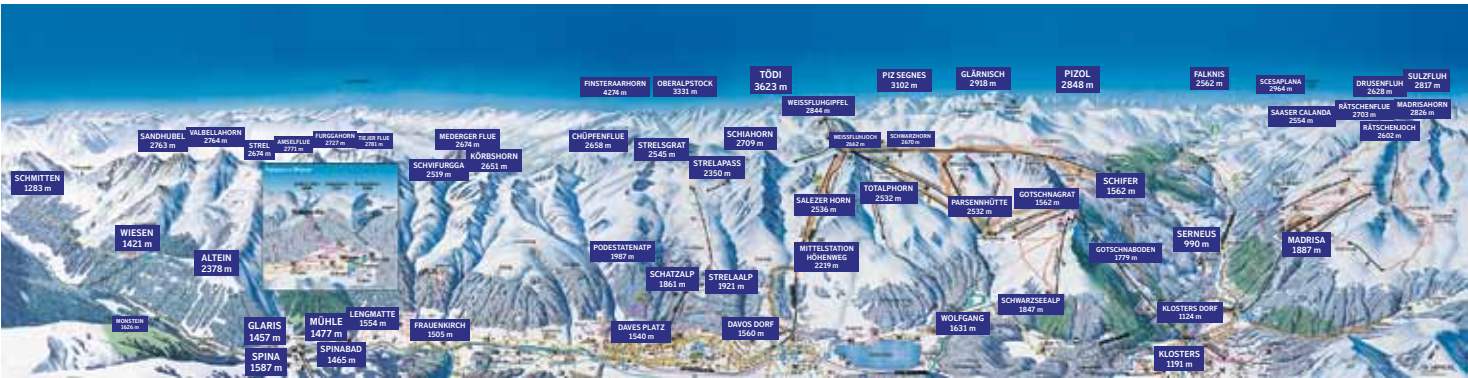 FINSTERAARHORN
4274 m
OBERALPSTOCK
3331 m
TÖDI
3623 m
PIZ SEGNES
3102 m
GLÄRNISCH
2918 m
PIZOL
2848 m
FALKNIS
2562 m
SCESAPLANA
2964 m
DRUSENFLUH
2628 m
SULZFLUH
2817 m
WEISSFLUHGIPFEL
2844 m
SAASER CALANDA
2554 m
RÄTSCHENFLUE
2703 m
MADRISAHORN
2826 m
RÄTSCHENJOCH
2602 m
SANDHUBEL
2763 m
VALBELLAHORN
2764 m
STREL
2674 m
AMSELFLUE
2771 m
FURGGAHORN
2727 m
TIEJER FLUE
2781 m
MEDERGER FLUE
2674 m
SCHVIFURGGA
2519 m
KÖRBSHORN
2651 m
CHÜPFENFLUE
2658 m
STRELSGRAT
2545 m
SCHIAHORN
2709 m
STRELAPASS
2350 m
WEISSFLUHJOCH
2662 m
SCHWARZHORN
2670 m
SCHMITTEN
1283 m
SALEZER HORN
2536 m
TOTALPHORN
2532 m
PARSENNHÜTTE
2532 m
GOTSCHNAGRAT
1562 m
SCHIFER
1562 m
WIESEN
1421 m
ALTEIN
2378 m
PODESTATENATP
1987 m
SCHATZALP
1861 m
STRELAALP
1921 m
MITTELSTATION
HÖHENWEG
2219 m
GOTSCHNABODEN
1779 m
SERNEUS
990 m
MADRISA
1887 m
MONSTEIN
1626 m
GLARIS
1457 m
SPINA
1587 m
MÜHLE
1477 m
LENGMATTE
1554 m
SPINABAD
1465 m
FRAUENKIRCH
1505 m
DAVES PLATZ
1540 m
DAVOS DORF
1560 m
WOLFGANG
1631 m
SCHWARZSEEALP
1847 m
KLOSTERS DORF
1124 m
KLOSTERS
1191 m